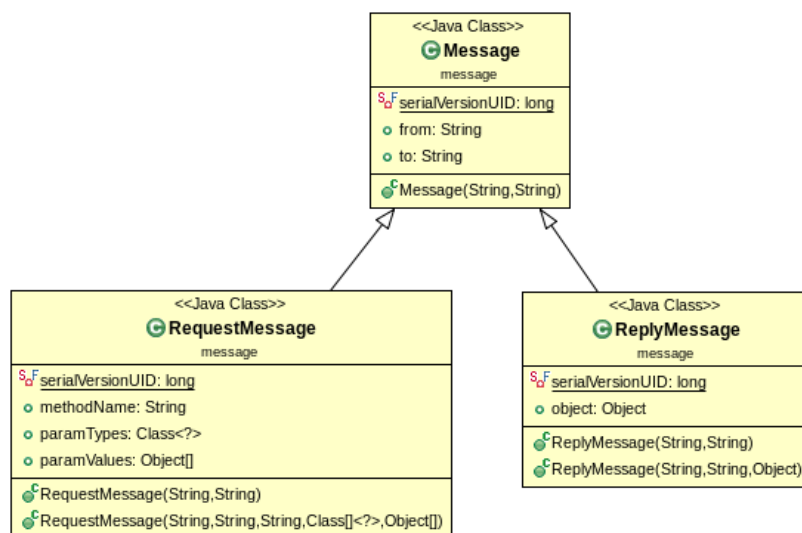 <<Java Class>>
C Message
message
S F serialVersionUID: long
from: String
to: String
C Message(String,String)
<<Java Class>>
C RequestMessage
message
S F serialVersionUID: long
methodName: String
paramTypes: Class<?>
paramValues: Object[]
C RequestMessage(String,String)
C RequestMessage(String,String,String,Class[]<?>,Object[])
<<Java Class>>
C ReplyMessage
message
S F serialVersionUID: long
object: Object
C ReplyMessage(String,String)
C ReplyMessage(String,String,Object)